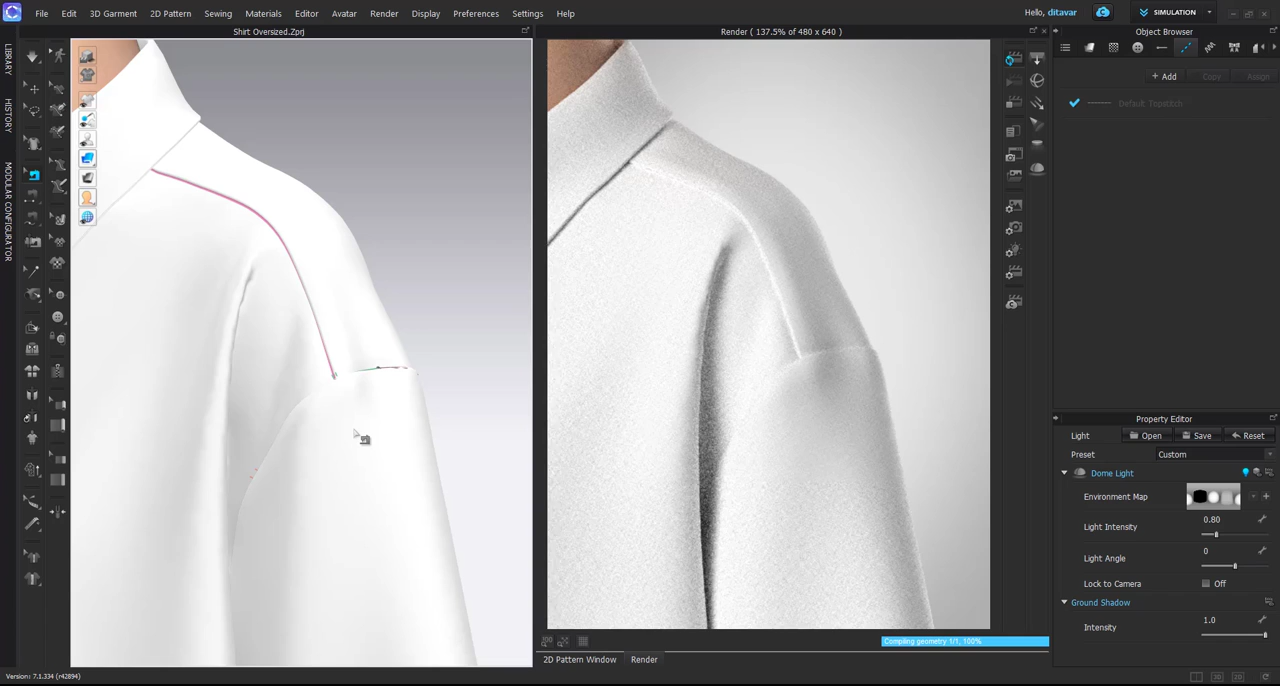 File Edit 3D Garment 2D Pattern Sewing Materials Editor Avatar Render Display Preferences Settings Help
Hello, ditavar
SIMULATION
Shirt Oversized.Zprj
Render ( 137.5% of 480 x 640 )
Object Browser
LIBRARY
HISTORY
MODULAR CONFIGURATOR
+ Add Copy Assign
Default Topstitch
Property Editor
Light Open Save Reset
Preset Custom
Dome Light
Environment Map
Light Intensity 0.80
Light Angle 0
Lock to Camera Off
Ground Shadow
Intensity 1.0
Compiling geometry 1/1, 100%
2D Pattern Window Render
Version: 7.1.334 (r42894)
3D 2D